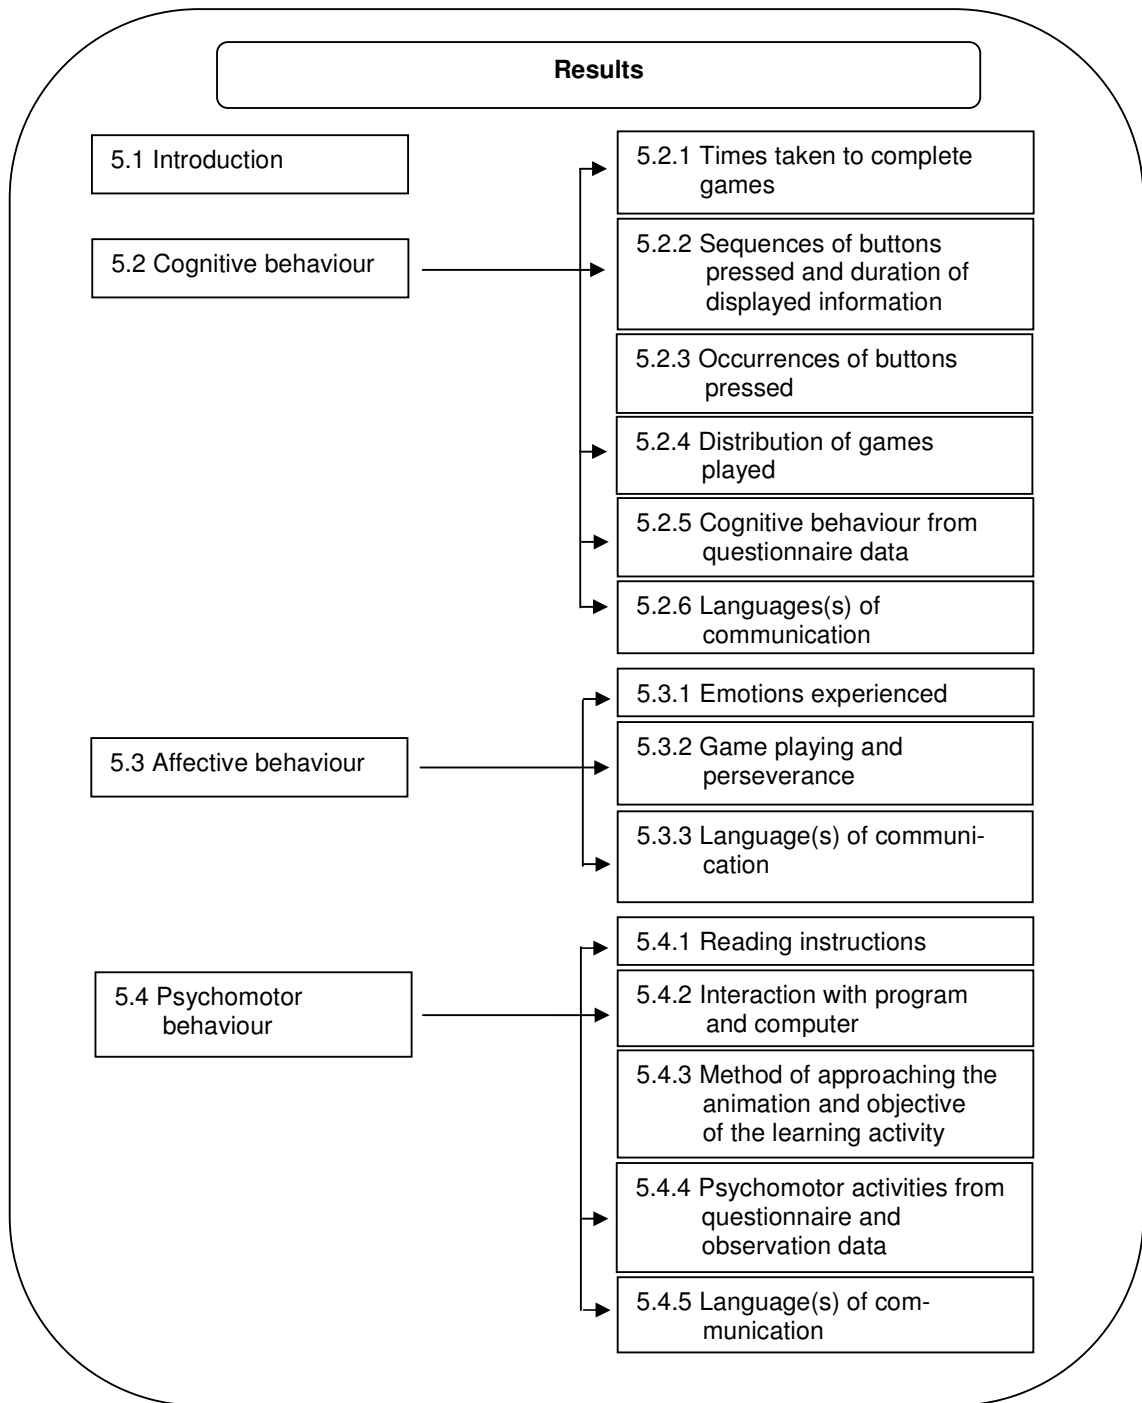 Results
5.1 Introduction
5.2 Cognitive behaviour
5.2.1 Times taken to complete
games
5.2.2 Sequences of buttons
pressed and duration of
displayed information
5.2.3 Occurrences of buttons
pressed
5.2.4 Distribution of games
played
5.2.5 Cognitive behaviour from
questionnaire data
5.2.6 Languages(s) of
communication
5.3 Affective behaviour
5.3.1 Emotions experienced
5.3.2 Game playing and
perseverance
5.3.3 Language(s) of communi-
cation
5.4 Psychomotor
behaviour
5.4.1 Reading instructions
5.4.2 Interaction with program
and computer
5.4.3 Method of approaching the
animation and objective
of the learning activity
5.4.4 Psychomotor activities from
questionnaire and
observation data
5.4.5 Language(s) of com-
munication